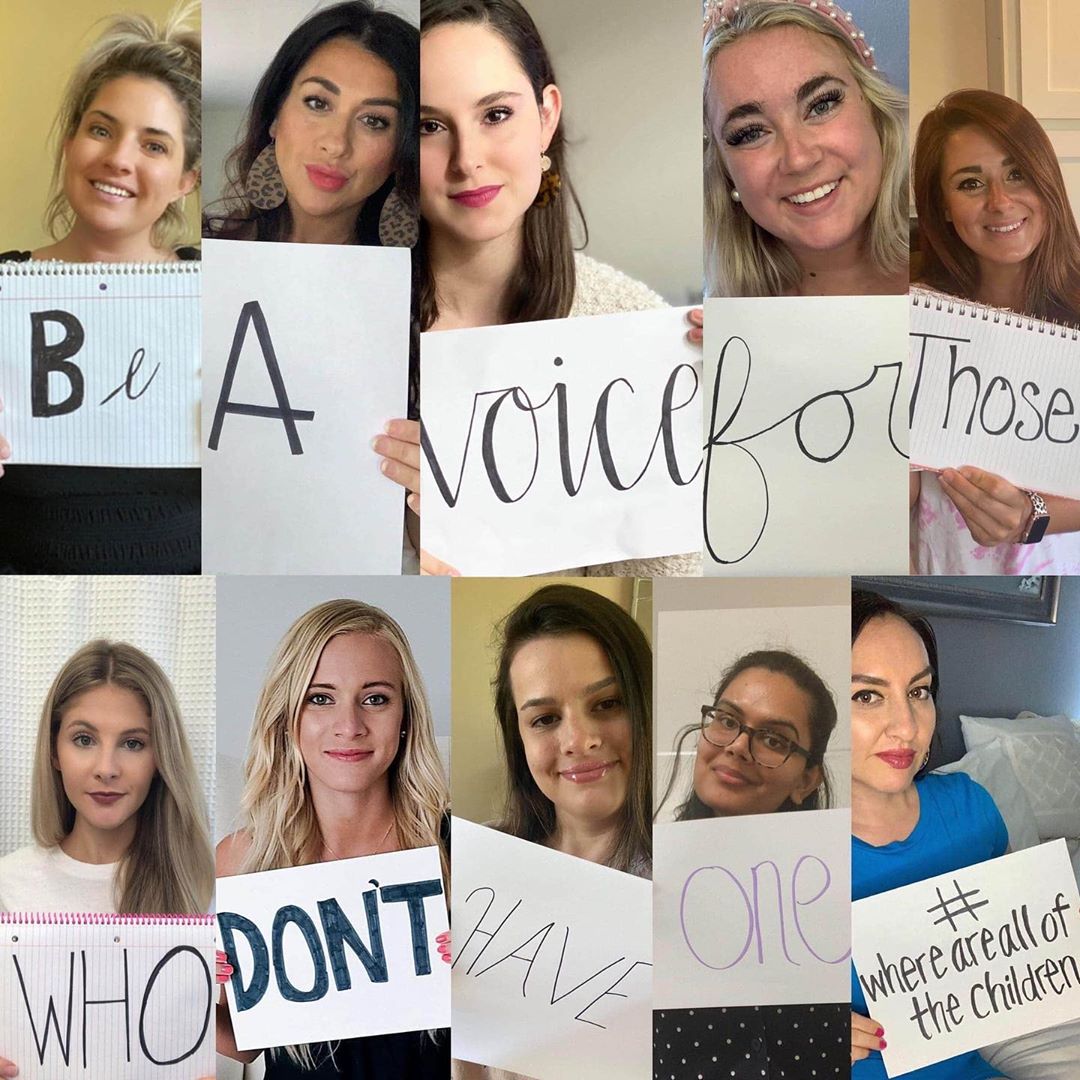 Be
A
voice
for
Those
WHO
DON'T
HAVE
one
#
where are all of
the children